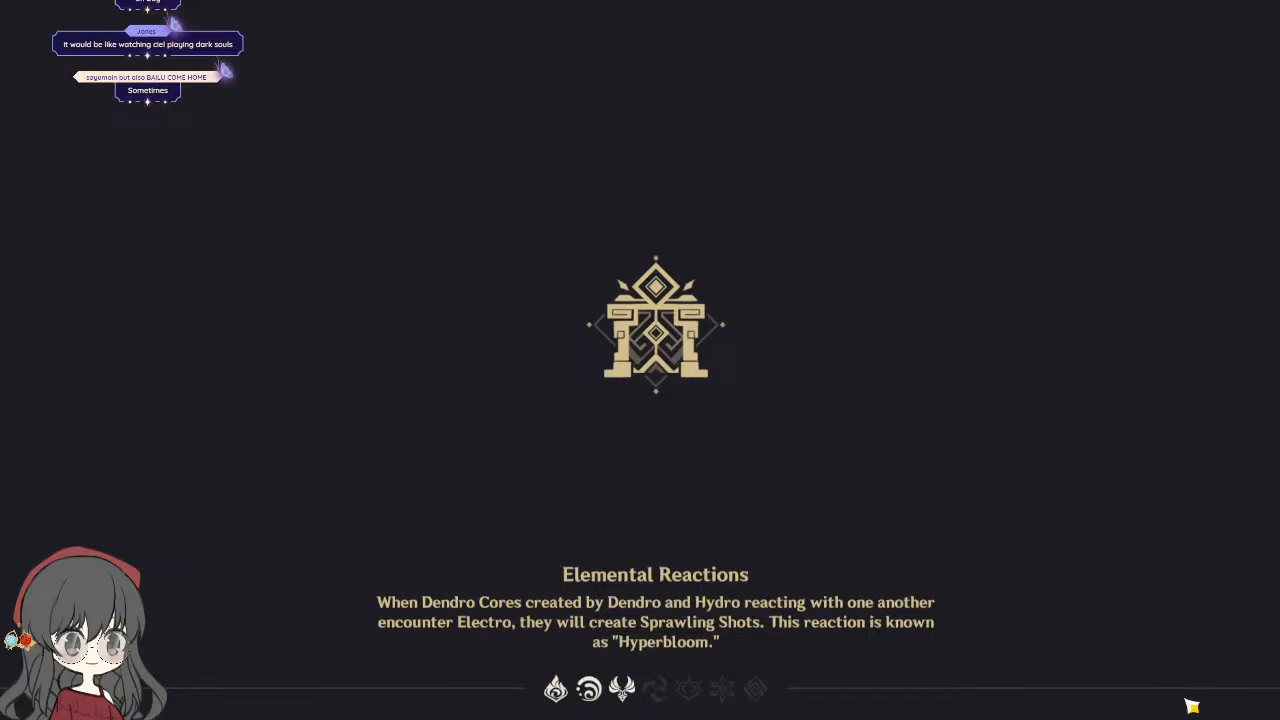 Jones
It would be like watching ciel playing dark souls
sayumain but also BAILU COME HOME
Sometimes
Elemental Reactions
When Dendro Cores created by Dendro and Hydro reacting with one another
encounter Electro, they will create Sprawling Shots. This reaction is known
as "Hyperbloom."